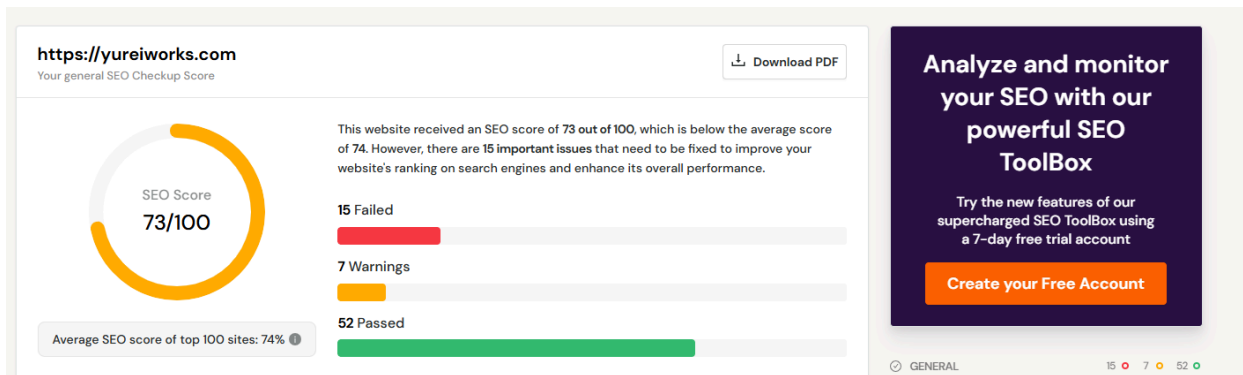 https://yureiworks.com
Your general SEO Checkup Score
Download PDF
SEO Score
73/100
Average SEO score of top 100 sites: 74%
This website received an SEO score of 73 out of 100, which is below the average score
of 74. However, there are 15 important issues that need to be fixed to improve your
website's ranking on search engines and enhance its overall performance.
15 Failed
7 Warnings
52 Passed
Analyze and monitor
your SEO with our
powerful SEO
ToolBox
Try the new features of our
supercharged SEO ToolBox using
a 7-day free trial account
Create your Free Account
GENERAL 15 7 52